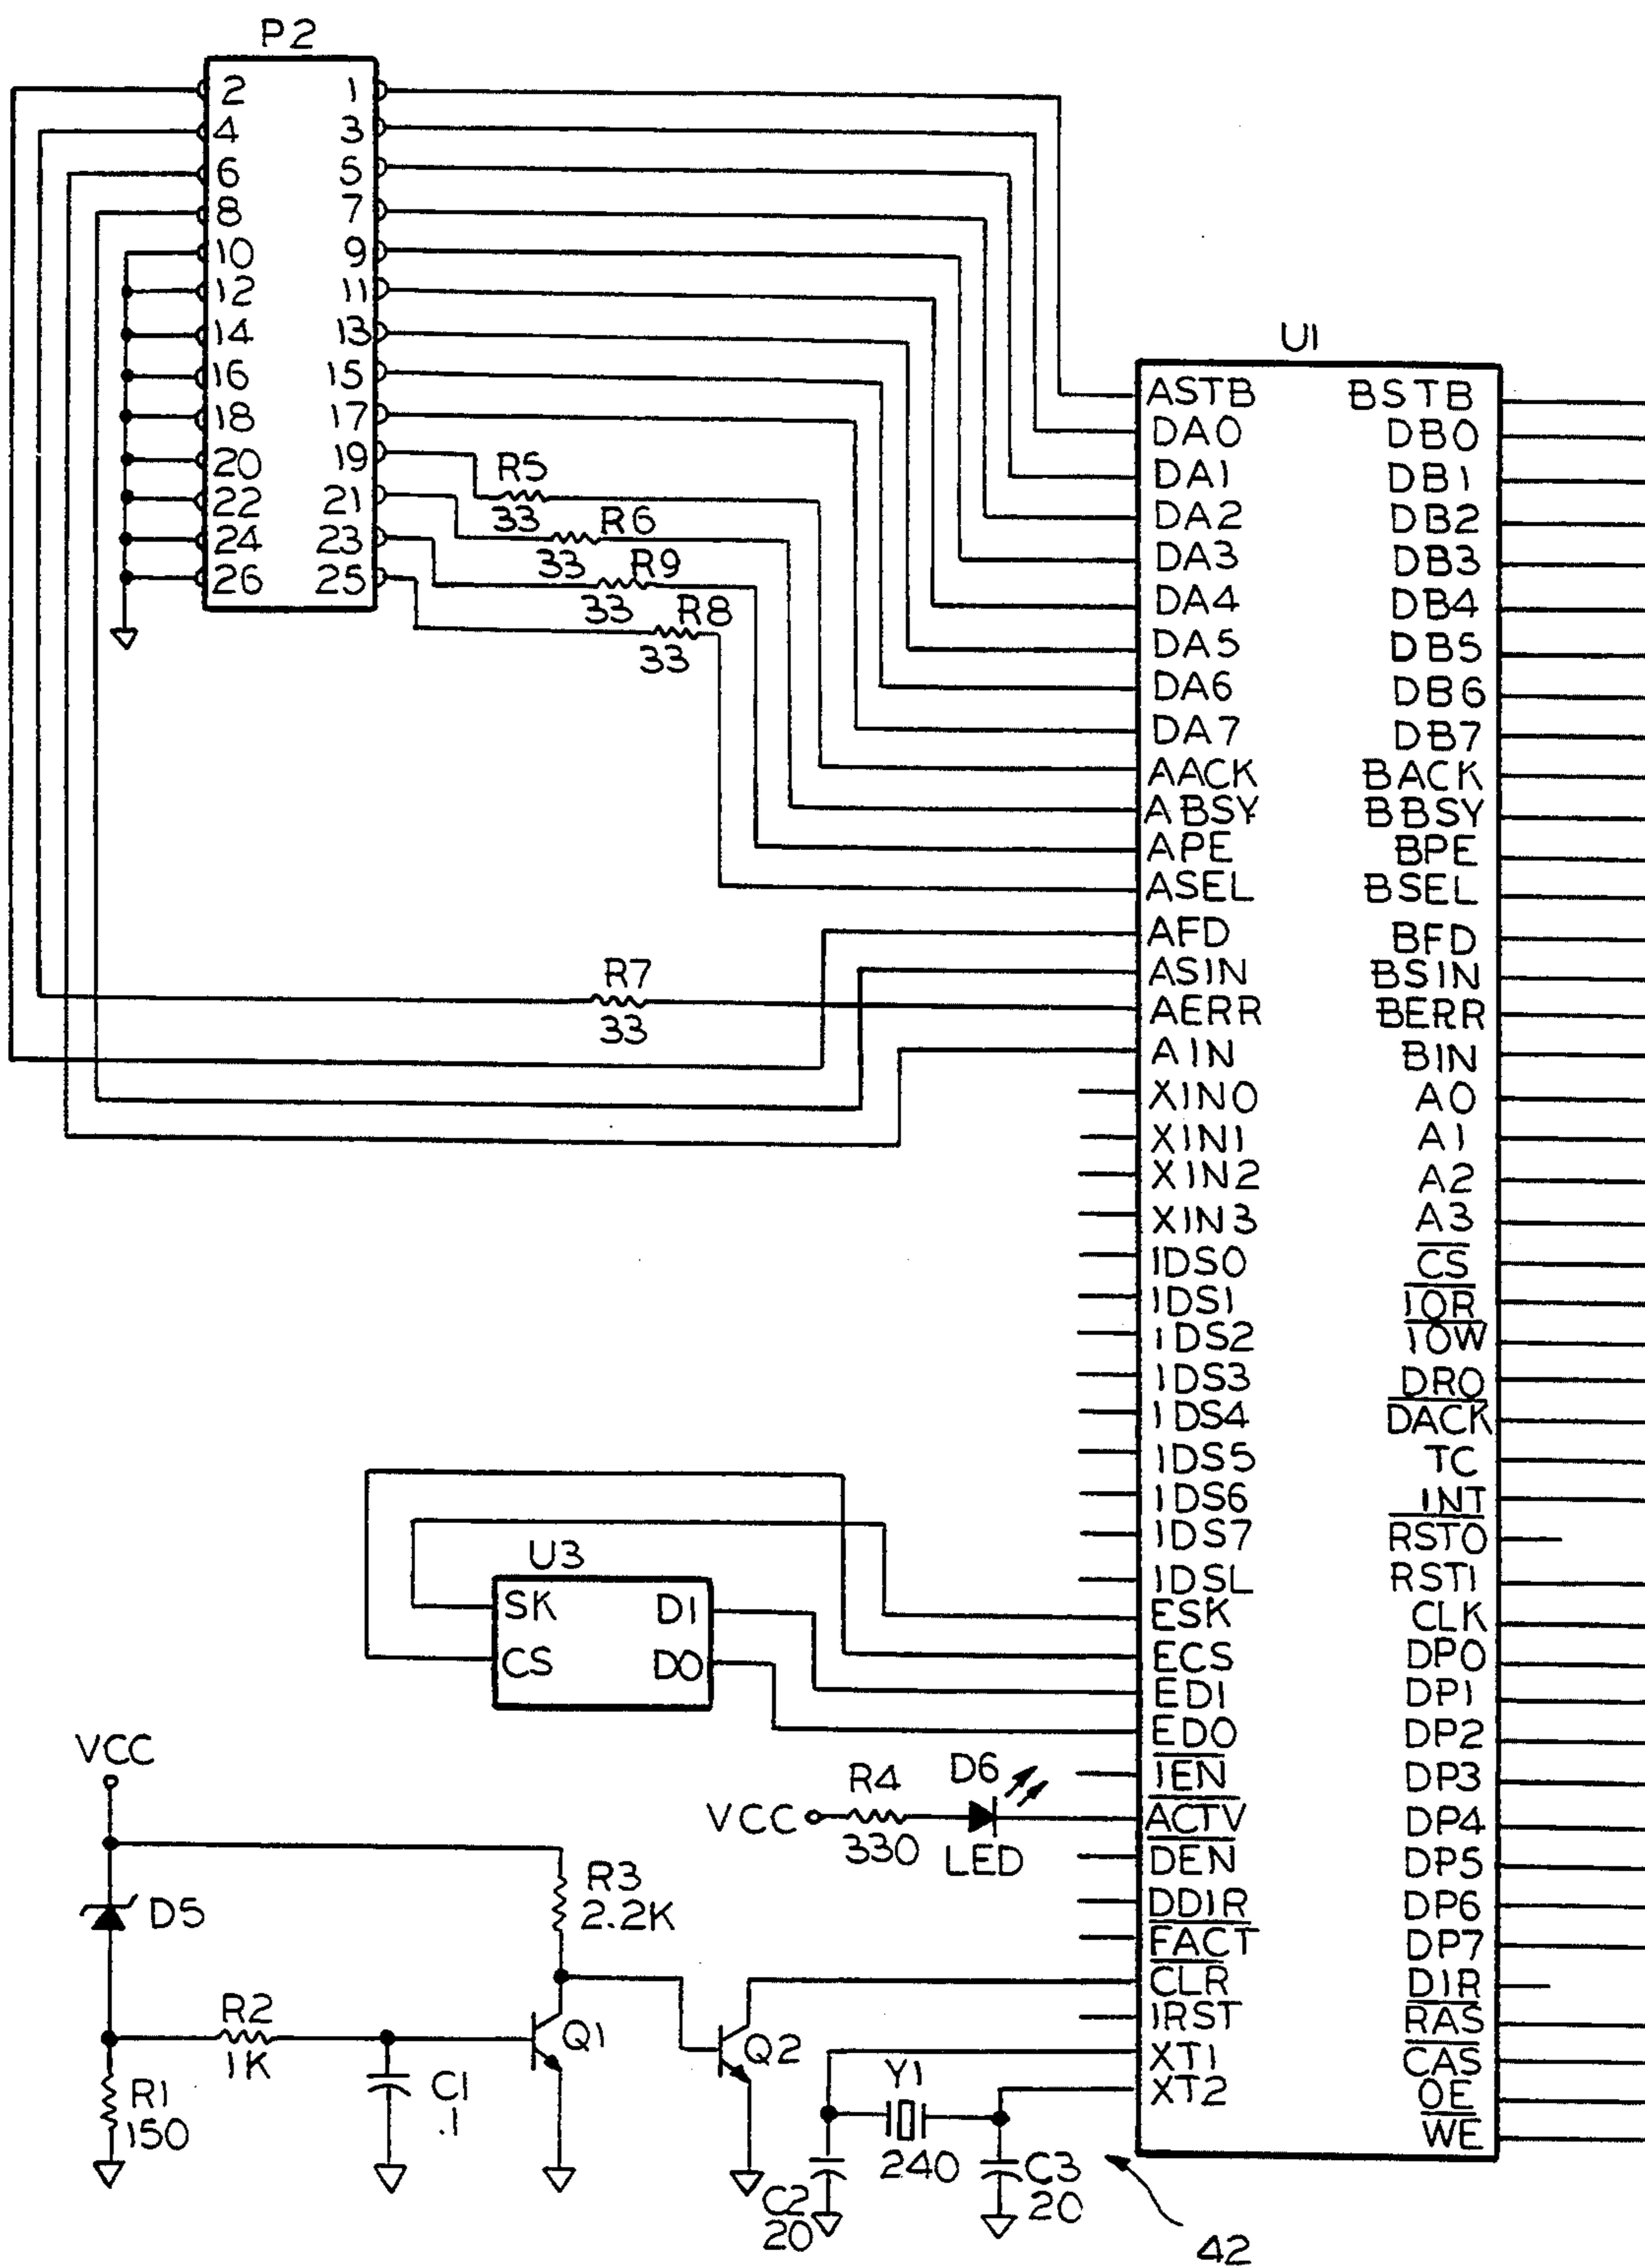 P2
2 1
4 3
6 5
8 7
10 9
12 11
14 13
16 15
18 17
20 19
22 21
24 23
26 25
R5
33
R6
33
R9
33
R8
33
R7
33
U1
ASTB BSTB
DA0 DB0
DA1 DB1
DA2 DB2
DA3 DB3
DA4 DB4
DA5 DB5
DA6 DB6
DA7 DB7
AACK BACK
ABSY BBSY
APE BPE
ASEL BSEL
AFD BFD
ASIN BSIN
AERR BERR
AIN BIN
XIN0 A0
XIN1 A1
XIN2 A2
XIN3 A3
IDS0 CS
IDS1 IOR
IDS2 IOW
IDS3 DRQ
IDS4 DACK
IDS5 TC
IDS6 INT
IDS7 RSTO
IDSL RSTI
ESK CLK
ECS DP0
EDI DP1
EDO DP2
IEN DP3
ACTV DP4
DEN DP5
DDIR DP6
FACT DP7
CLR DIR
IRST RAS
XT1 CAS
XT2 OE
WE
U3
SK DI
CS DO
VCC
D5
R1
150
R2
1K
C1
.1
R3
2.2K
Q1
Q2
VCC
R4
330
D6
LED
Y1
240
C2
20
C3
20
42